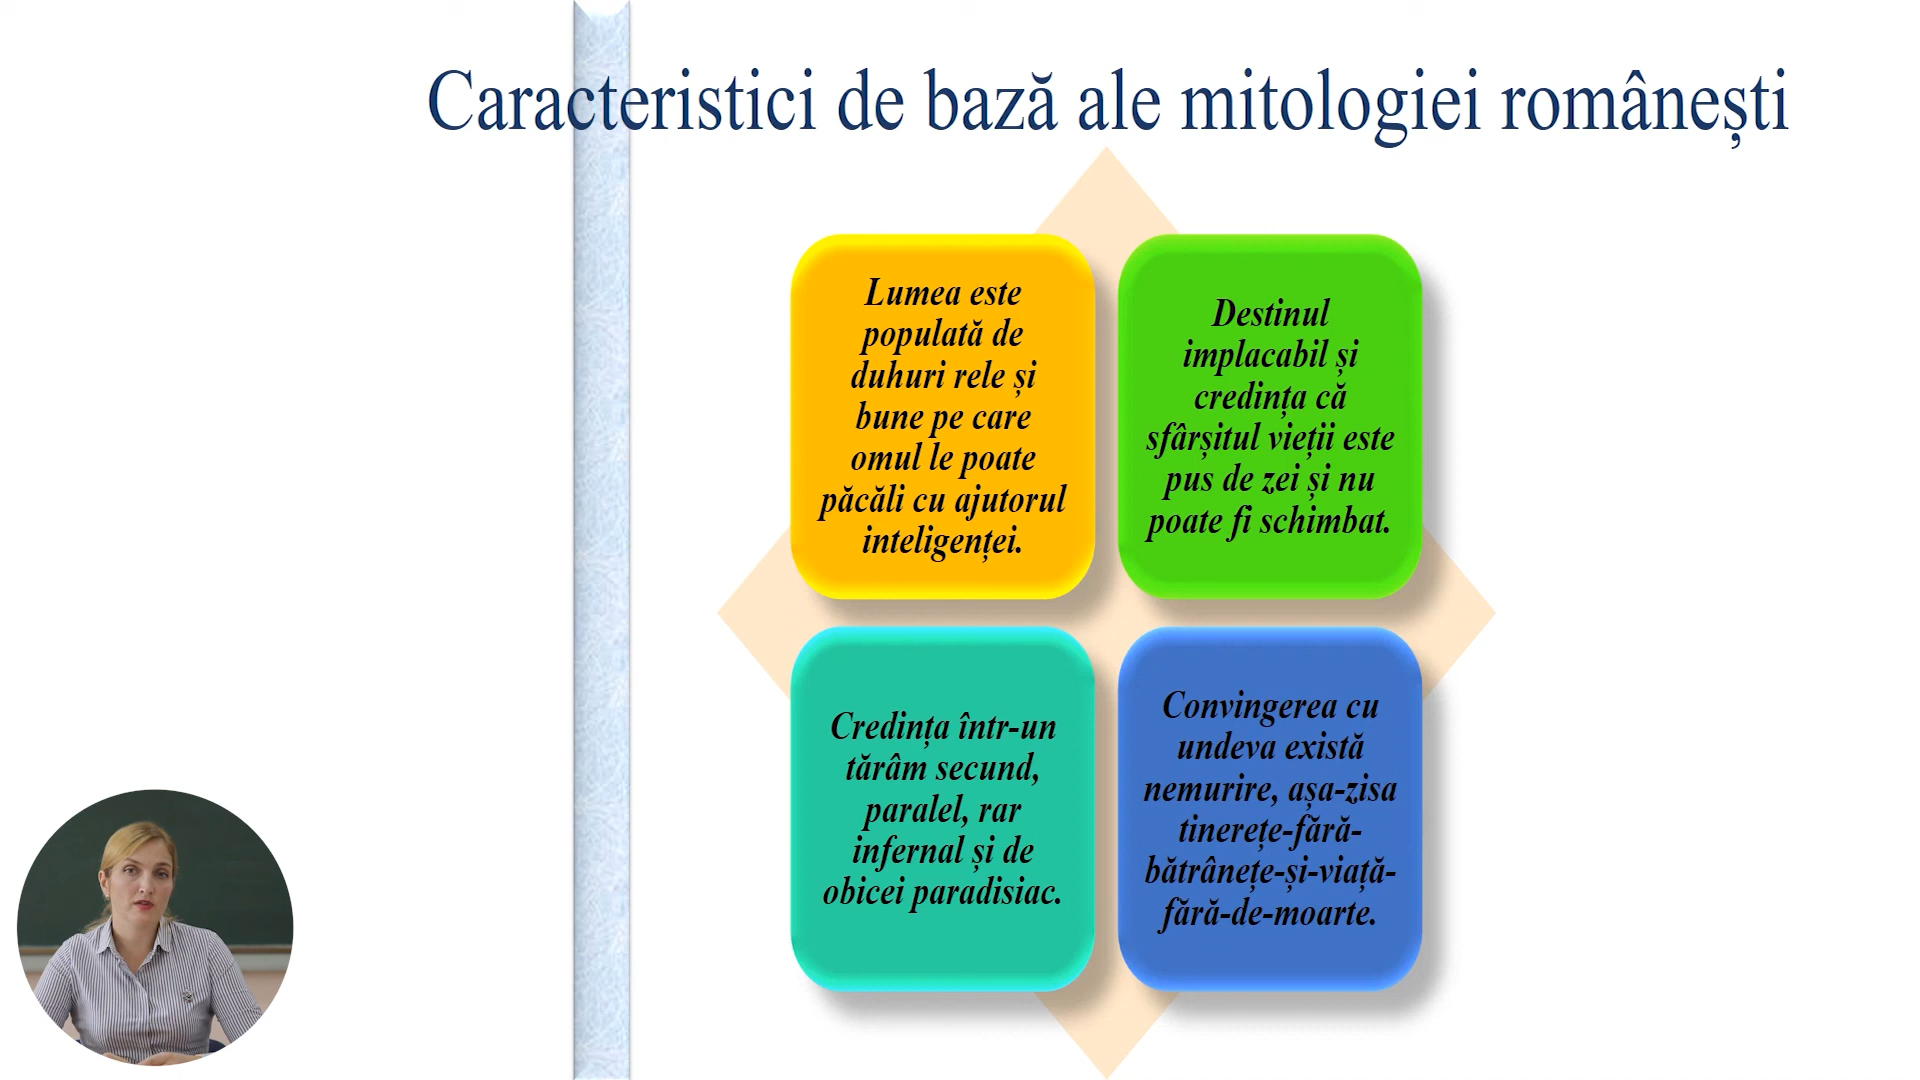 Caracteristici de bază ale mitologiei românești
Lumea este
populată de
duhuri rele și
bune pe care
omul le poate
păcăli cu ajutorul
inteligenței.
Destinul
implacabil și
credința că
sfârșitul vieții este
pus de zei și nu
poate fi schimbat.
Credința într-un
tărâm secund,
paralel, rar
infernal și de
obicei paradisiac.
Convingerea cu
undeva există
nemurire, așa-zisa
tinerețe-fără-
bătrânețe-și-viață-
fără-de-moarte.